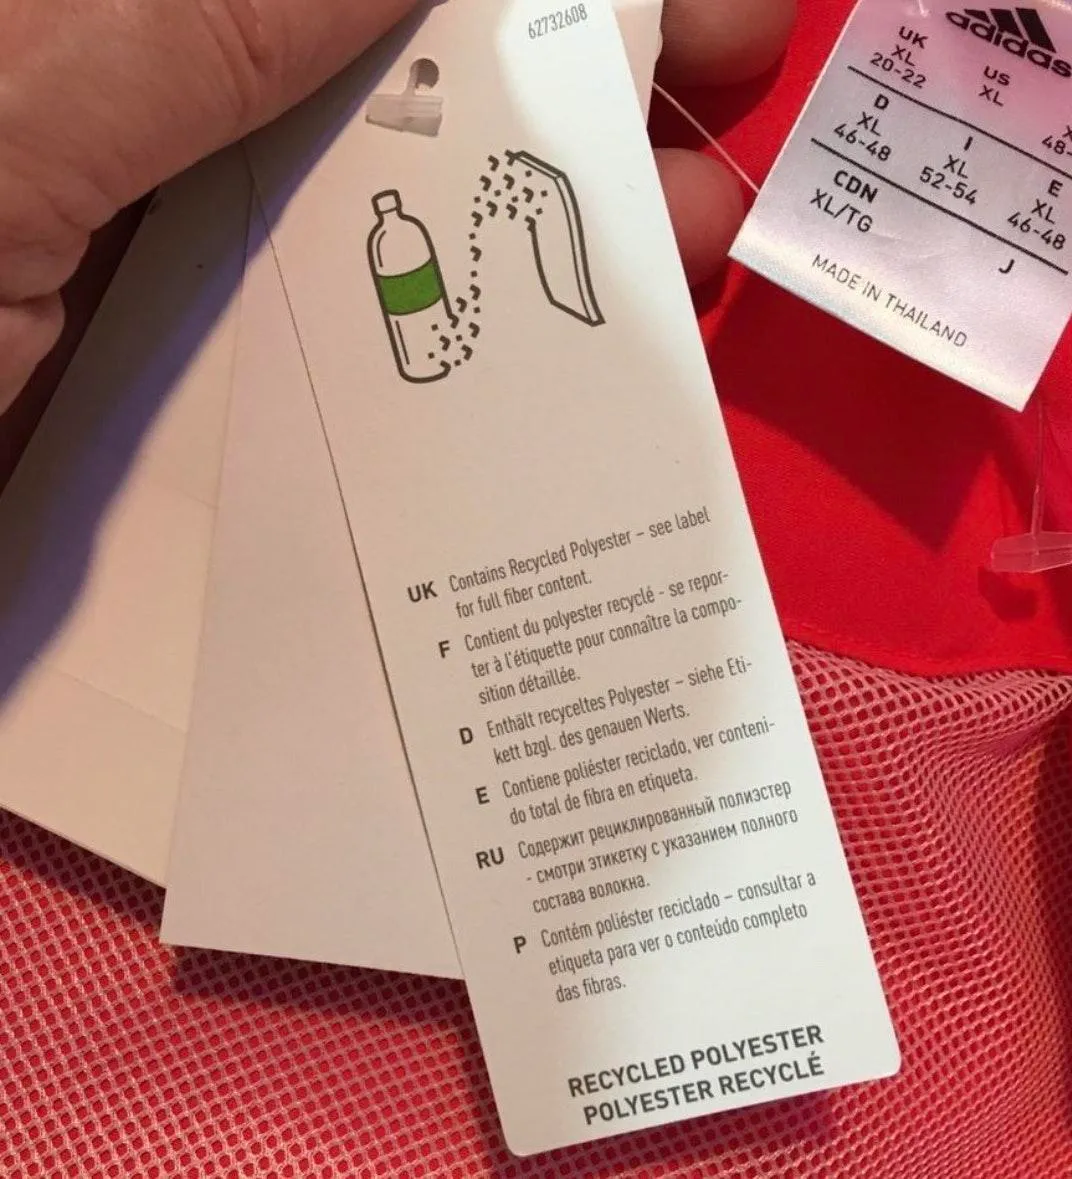 62732608
UK Contains Recycled Polyester – see label
for full fiber content.
F Contient du polyester recyclé - se repor-
ter à l'étiquette pour connaître la compo-
sition détaillée.
D Enthält recyceltes Polyester – siehe Eti-
kett bzgl. des genauen Werts.
E Contiene poliéster reciclado, ver conteni-
do total de fibra en etiqueta.
RU Содержит рециклированный полиэстер
- смотри этикетку с указанием полного
состава волокна.
P Contém poliéster reciclado – consultar a
etiqueta para ver o conteúdo completo
das fibras.
RECYCLED POLYESTER
POLYESTER RECYCLÉ
adidas
UK US
XL XL
20-22
D I E
XL XL XL
46-48 52-54 46-48
CDN J
XL/TG
MADE IN THAILAND